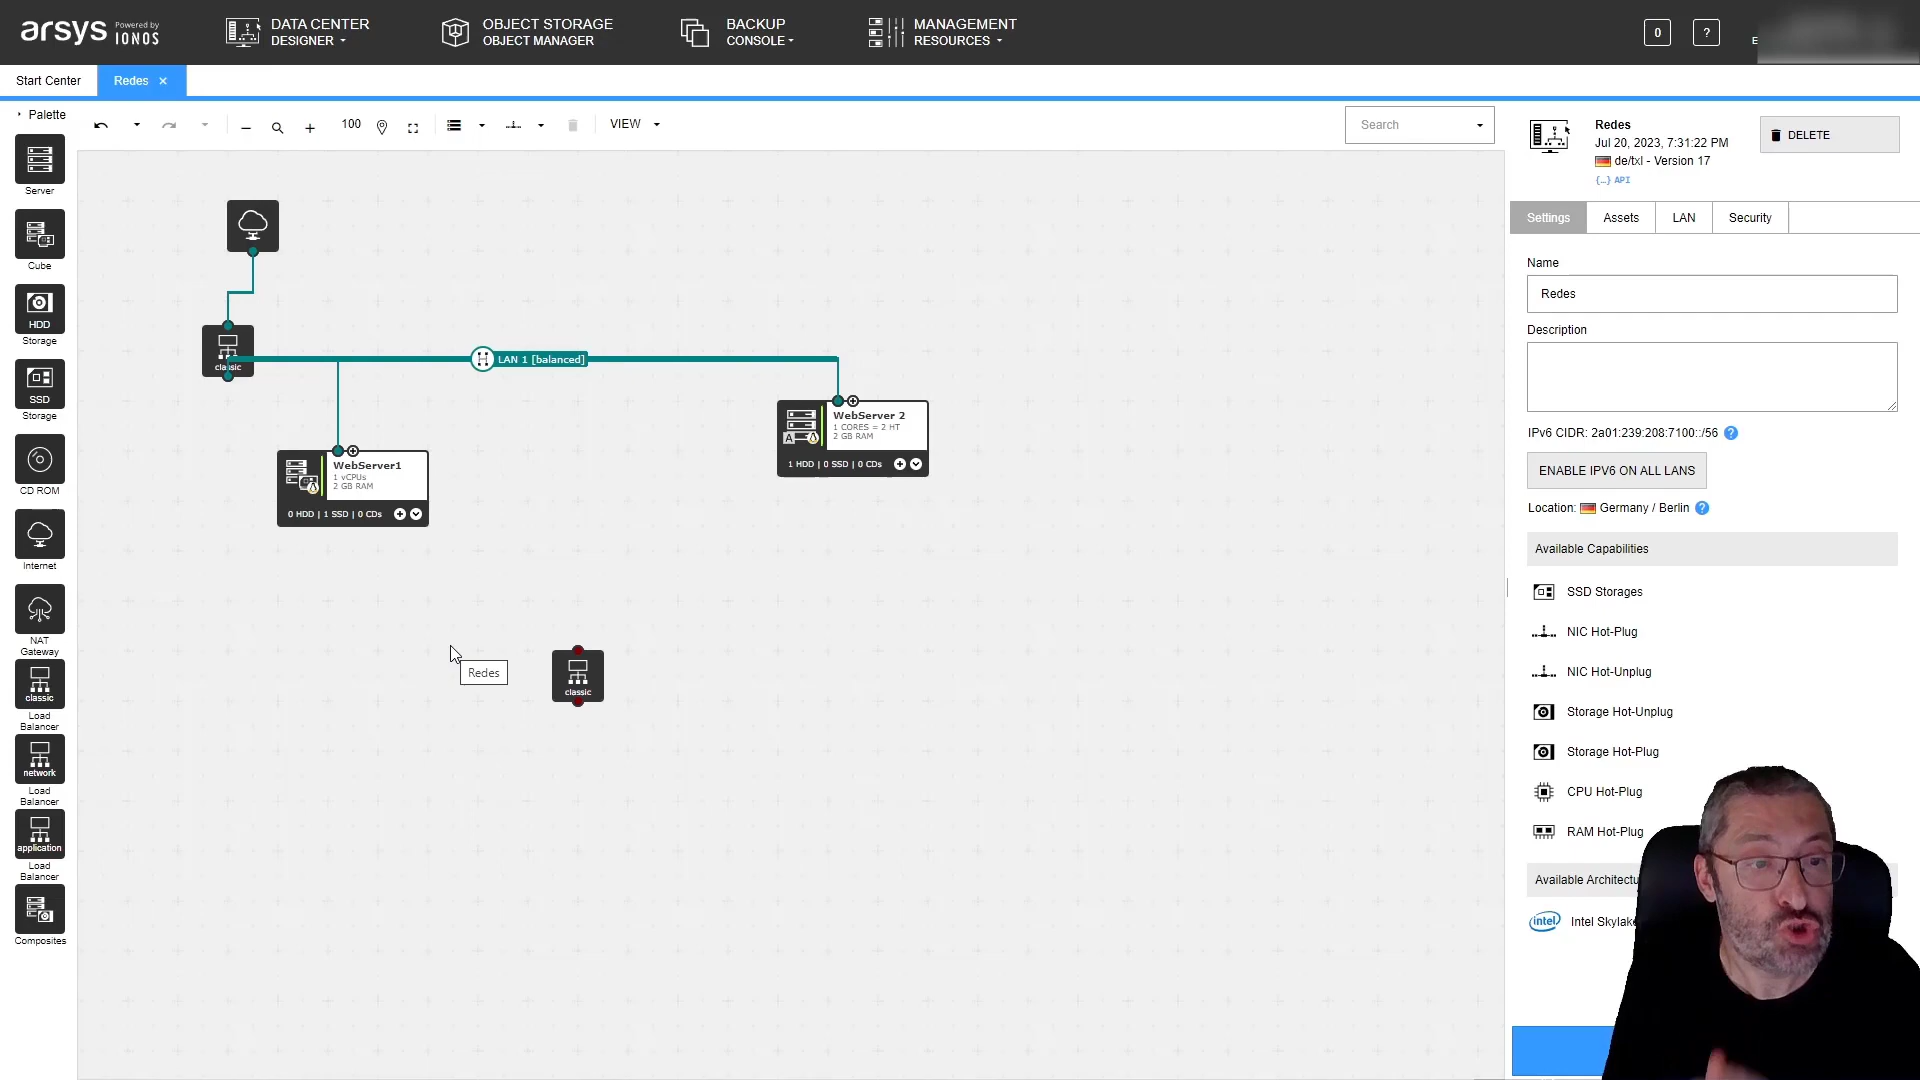 arsys Powered by IONOS
DATA CENTER
DESIGNER
OBJECT STORAGE
OBJECT MANAGER
BACKUP
CONSOLE
MANAGEMENT
RESOURCES
0
?
E
Start Center
Redes ×
Palette
100
VIEW
Search
Server
Cube
HDD
Storage
SSD
Storage
CD ROM
Internet
NAT
Gateway
classic
Load
Balancer
network
Load
Balancer
application
Load
Balancer
Composites
classic
LAN 1 [balanced]
WebServer1
1 vCPUs
2 GB RAM
0 HDD | 1 SSD | 0 CDs
WebServer 2
1 CORES = 2 HT
2 GB RAM
A
1 HDD | 0 SSD | 0 CDs
Redes
classic
Redes
Jul 20, 2023, 7:31:22 PM
de/txl - Version 17
{...} API
DELETE
Settings
Assets
LAN
Security
Name
Redes
Description
IPv6 CIDR: 2a01:239:208:7100::/56 ?
ENABLE IPV6 ON ALL LANS
Location: Germany / Berlin ?
Available Capabilities
SSD Storages
NIC Hot-Plug
NIC Hot-Unplug
Storage Hot-Unplug
Storage Hot-Plug
CPU Hot-Plug
RAM Hot-Plug
Available Architectu
intel Intel Skylake